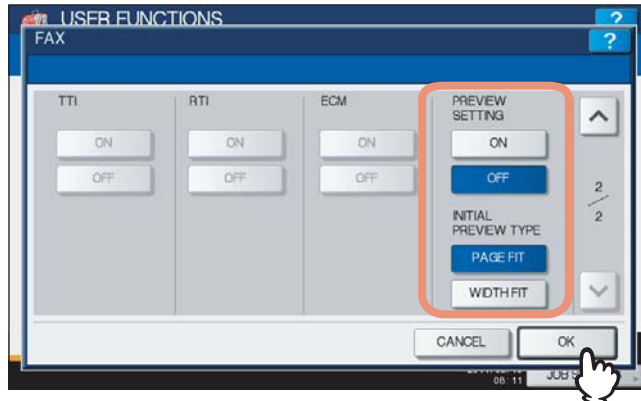 USER FUNCTIONS
?
FAX
?
TTI
ON
OFF
RTI
ON
OFF
ECM
ON
OFF
PREVIEW
SETTING
ON
OFF
INITIAL
PREVIEW TYPE
PAGE FIT
WIDTH FIT
2
2
CANCEL
OK
08:11
JOB